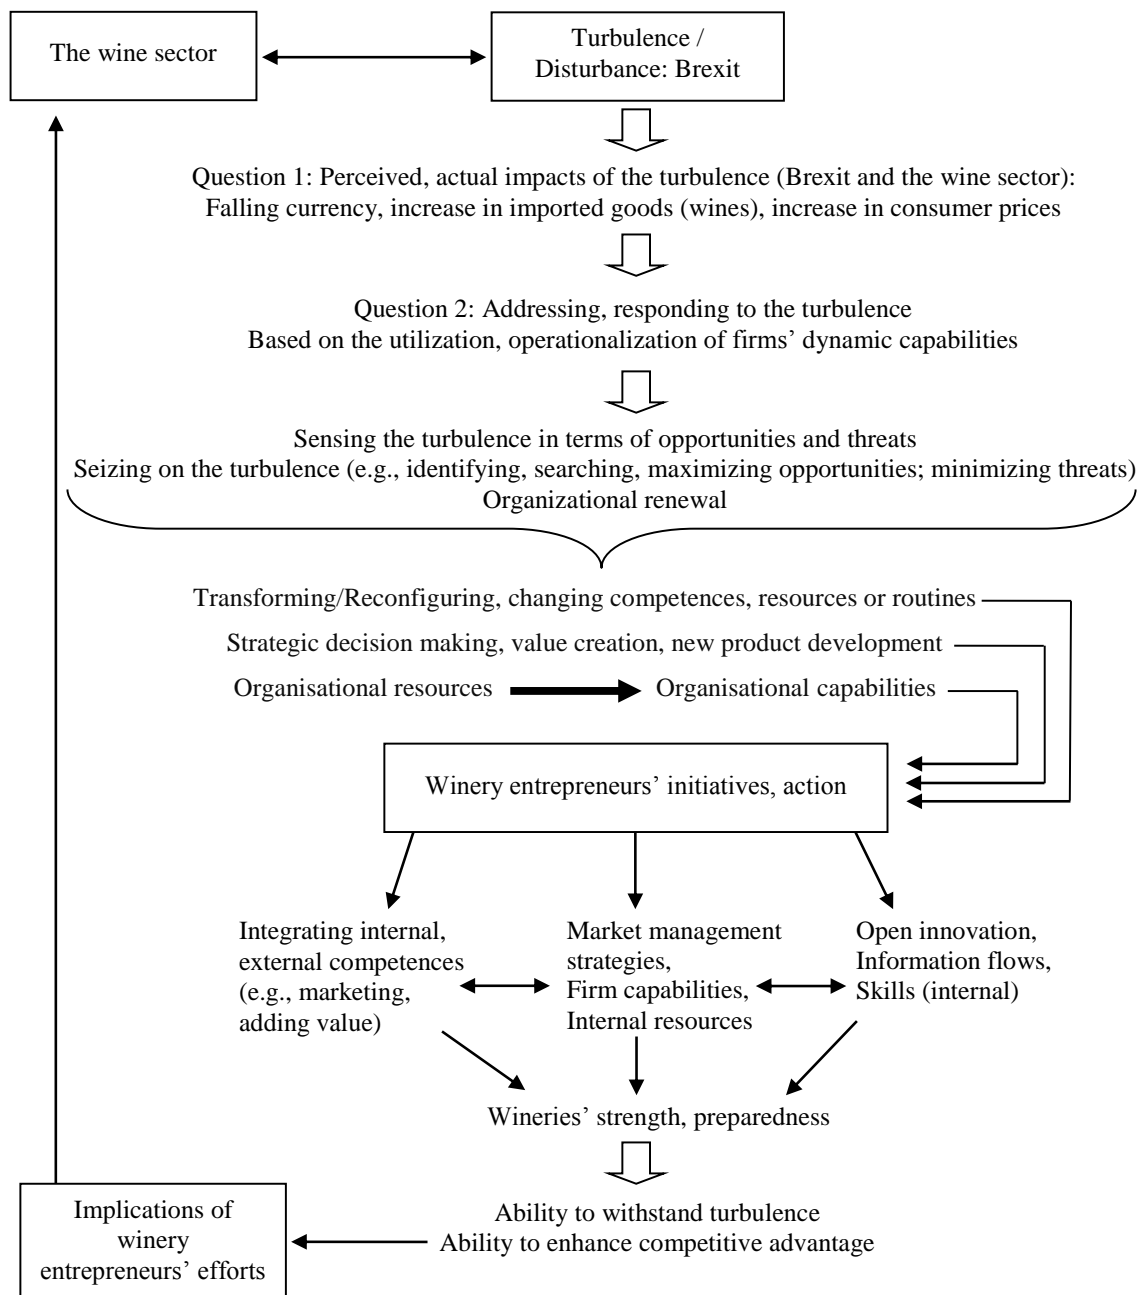 The wine sector
Turbulence /
Disturbance: Brexit
Question 1: Perceived, actual impacts of the turbulence (Brexit and the wine sector):
Falling currency, increase in imported goods (wines), increase in consumer prices
Question 2: Addressing, responding to the turbulence
Based on the utilization, operationalization of firms’ dynamic capabilities
Sensing the turbulence in terms of opportunities and threats
Seizing on the turbulence (e.g., identifying, searching, maximizing opportunities; minimizing threats)
Organizational renewal
Transforming/Reconfiguring, changing competences, resources or routines
Strategic decision making, value creation, new product development
Organisational resources
Organisational capabilities
Winery entrepreneurs’ initiatives, action
Integrating internal,
external competences
(e.g., marketing,
adding value)
Market management
strategies,
Firm capabilities,
Internal resources
Open innovation,
Information flows,
Skills (internal)
Wineries’ strength, preparedness
Ability to withstand turbulence
Ability to enhance competitive advantage
Implications of
winery
entrepreneurs’ efforts